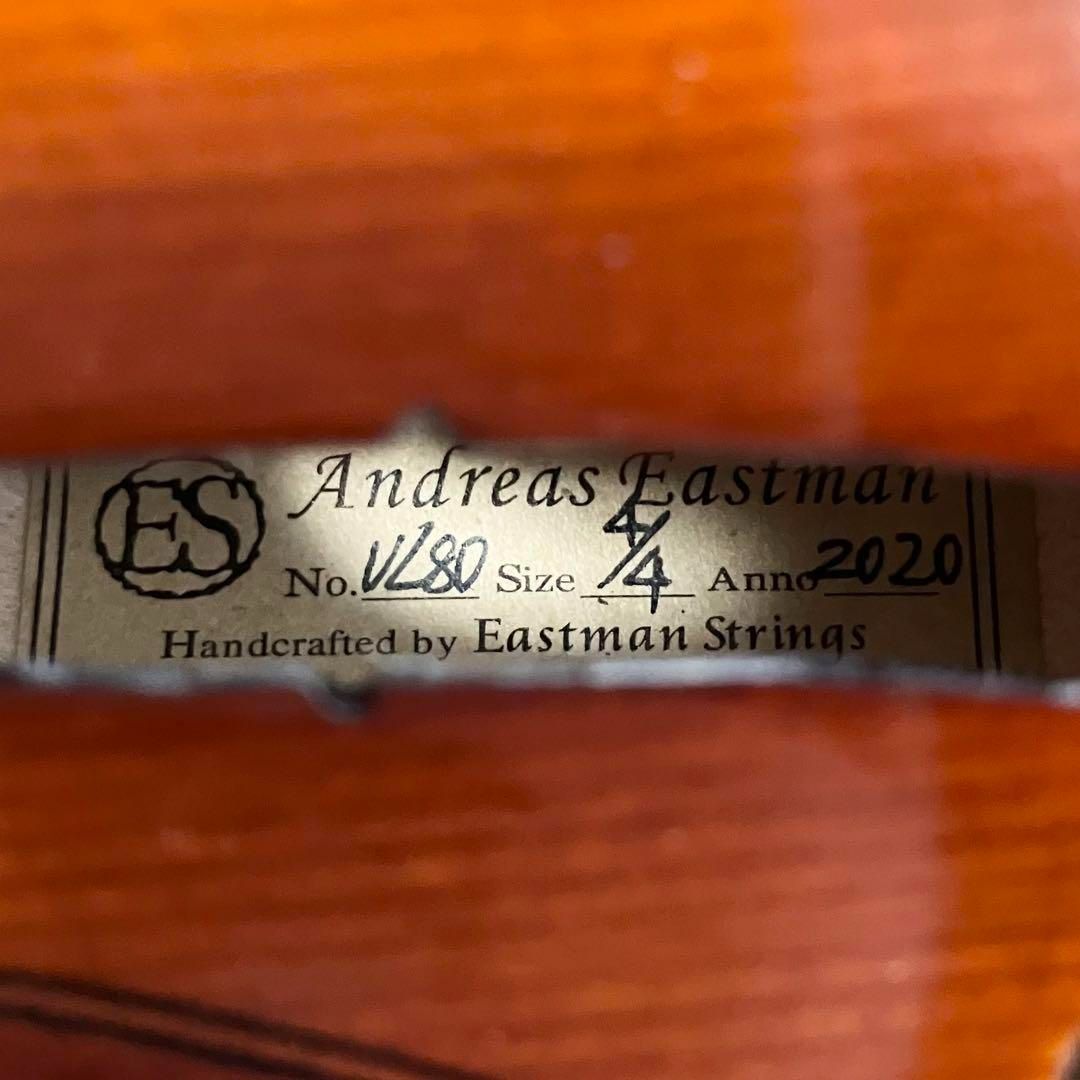 ES
Andreas Eastman
No. VL80 Size 4/4 Anno 2020
Handcrafted by Eastman Strings